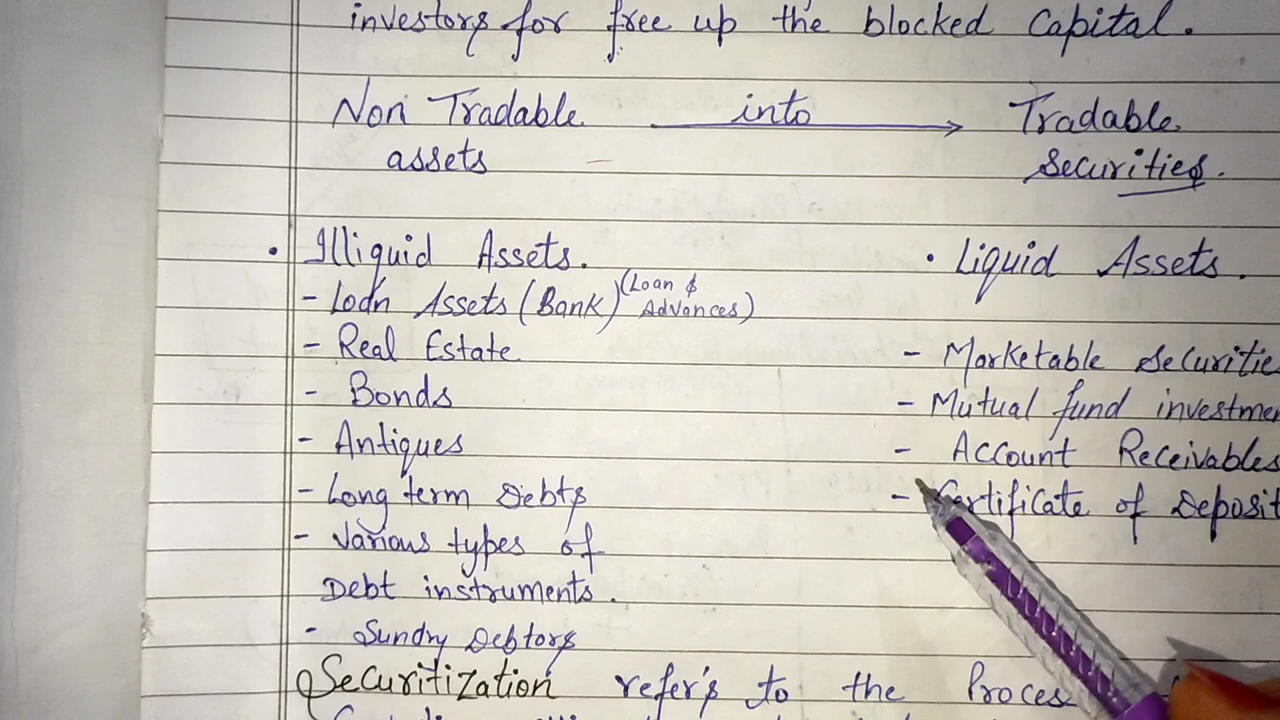 investors for free up the blocked Capital.
Non Tradable into Tradable
assets securities.
• Illiquid Assets. • Liquid Assets.
- Loan Assets (Bank) (Loan & Advances)
- Real Estate - Marketable Securitie
- Bonds - Mutual fund investmen
- Antiques - Account Receivables
- Long term Debts - Certificate of Deposit
- Various types of
Debt instruments.
- Sundry Debtors
Securitization refer's to the Proces